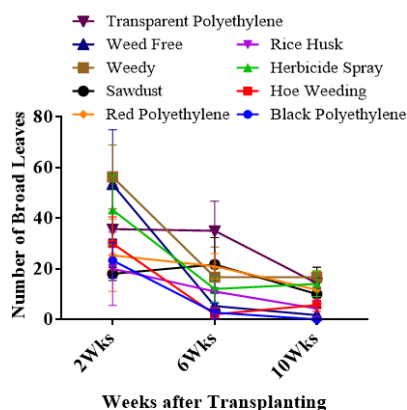 Transparent Polyethylene
Weed Free
Rice Husk
Weedy
Herbicide Spray
Sawdust
Hoe Weeding
Red Polyethylene
Black Polyethylene
Number of Broad Leaves
80
60
40
20
0
2Wks
6Wks
10Wks
Weeks after Transplanting